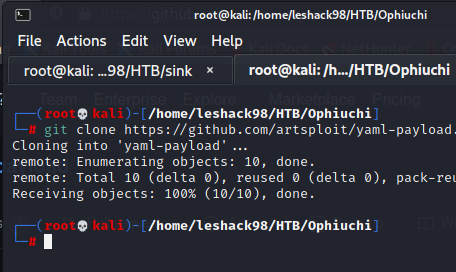 root@kali: /home/leshack98/HTB/Ophiuchi
File Actions Edit View Help
root@kali: ...98/HTB/sink × root@kali: /h.../HTB/Ophiuchi
(root💀kali)-[/home/leshack98/HTB/Ophiuchi]
# git clone https://github.com/artsploit/yaml-payload.
Cloning into 'yaml-payload'...
remote: Enumerating objects: 10, done.
remote: Total 10 (delta 0), reused 0 (delta 0), pack-reu
Receiving objects: 100% (10/10), done.
(root💀kali)-[/home/leshack98/HTB/Ophiuchi]
#